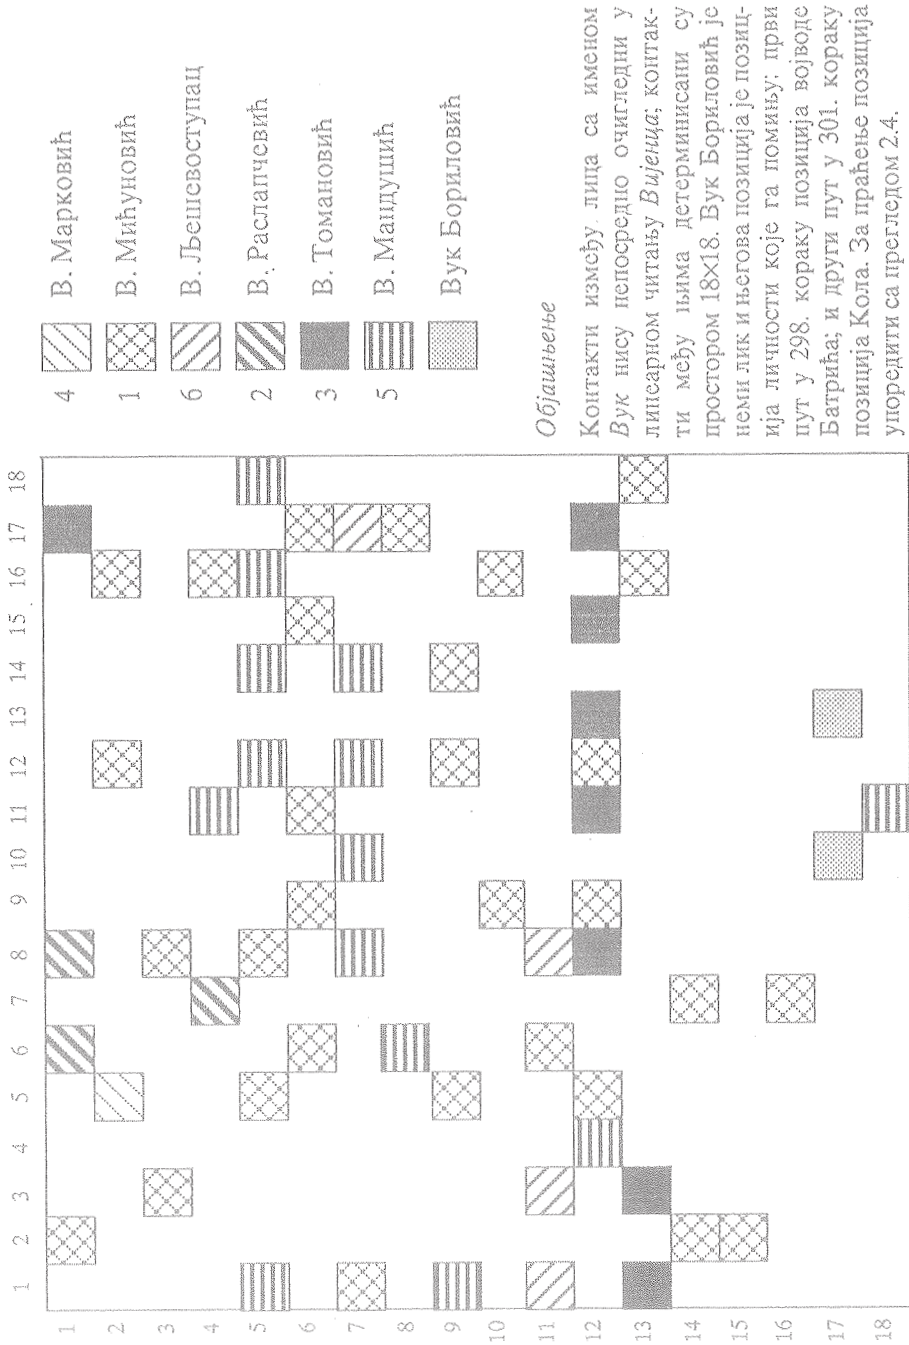 1 2 3 4 5 6 7 8 9 10 11 12 13 14 15 16 17 18
1
2
3
4
5
6
7
8
9
10
11
12
13
14
15
16
17
18
4 В. Марковић
1 В. Мићуновић
6 В. Љешевоступац
2 В. Раслапчевић
3 В. Томановић
5 В. Мандушић
Вук Бориловић
Објашњење
Контакти између лица са именом
Вук нису непосредно очигледни у
линеарном читању Вијенца; контак-
ти међу њима детерминисани су
простором 18x18. Вук Бориловић је
неми лик и његова позиција је позиц-
ија личности које га помињу; први
пут у 298. кораку позиција војводе
Батрића; и други пут у 301. кораку
позиција Кола. За праћење позиција
упоредити са прегледом 2.4.